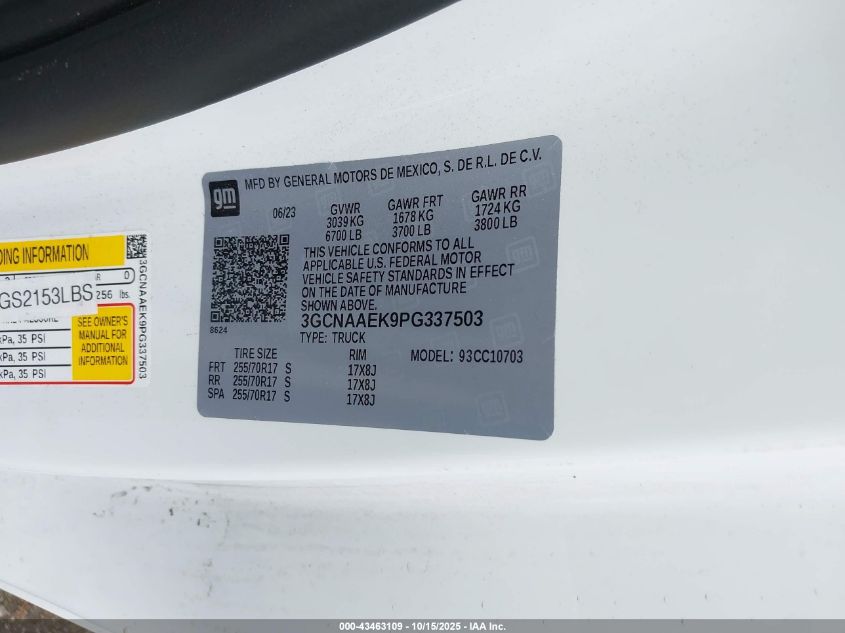 gm
MFD BY GENERAL MOTORS DE MEXICO, S. DE R.L. DE C.V.
06/23 GVWR GAWR FRT GAWR RR
3039 KG 1678 KG 1724 KG
6700 LB 3700 LB 3800 LB
THIS VEHICLE CONFORMS TO ALL
APPLICABLE U.S. FEDERAL MOTOR
VEHICLE SAFETY STANDARDS IN EFFECT
ON THE DATE OF MANUFACTURE
SHOWN ABOVE.
8624
3GCNAAEK9PG337503
TYPE: TRUCK
TIRE SIZE RIM MODEL: 93CC10703
FRT 255/70R17 S 17X8J
RR 255/70R17 S 17X8J
SPA 255/70R17 S 17X8J
DING INFORMATION
GS2153LBS
256 lbs.
kPa, 35 PSI
kPa, 35 PSI
kPa, 35 PSI
SEE OWNER'S
MANUAL FOR
ADDITIONAL
INFORMATION
3GCNAAEK9PG337503
000-43463109 - 10/15/2025 - IAA Inc.